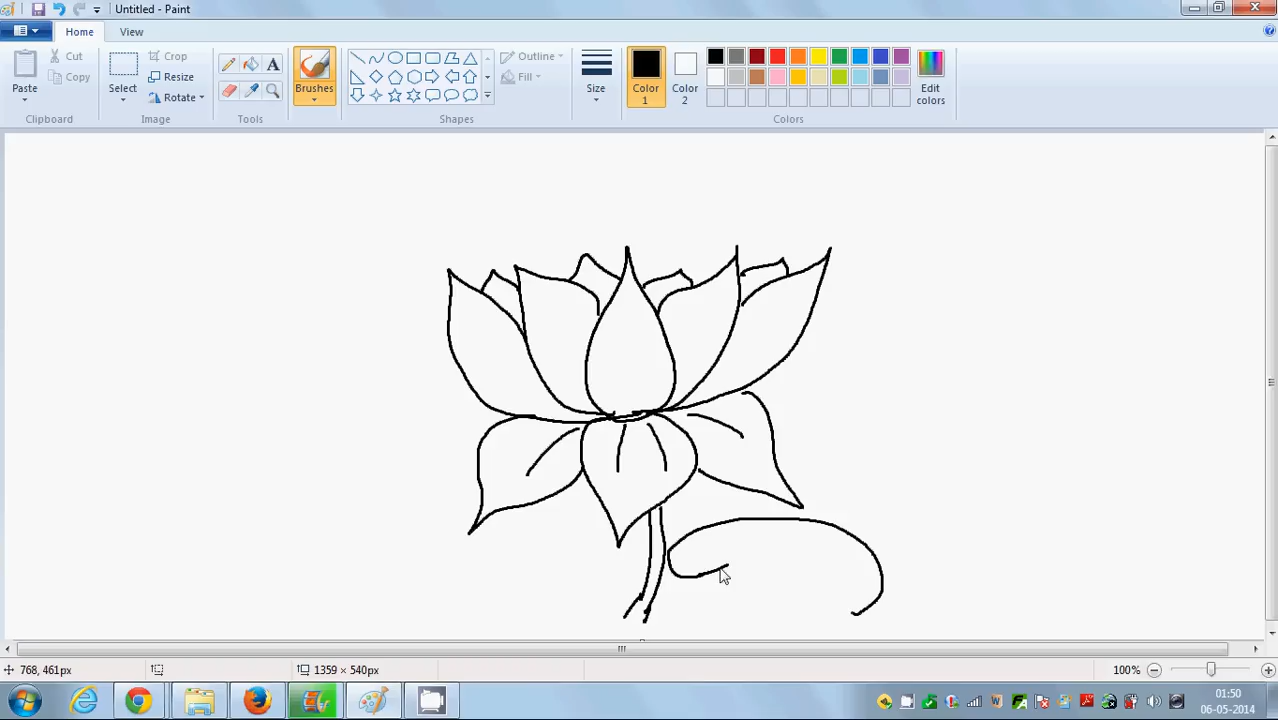 Untitled - Paint
Home View
Paste
Cut
Copy
Clipboard
Select
Crop
Resize
Rotate
Image
A
Tools
Brushes
Shapes
Outline
Fill
Size
Color 1
Color 2
Edit colors
Colors
768, 461px
1359 × 540px
100%
01:50
06-05-2014